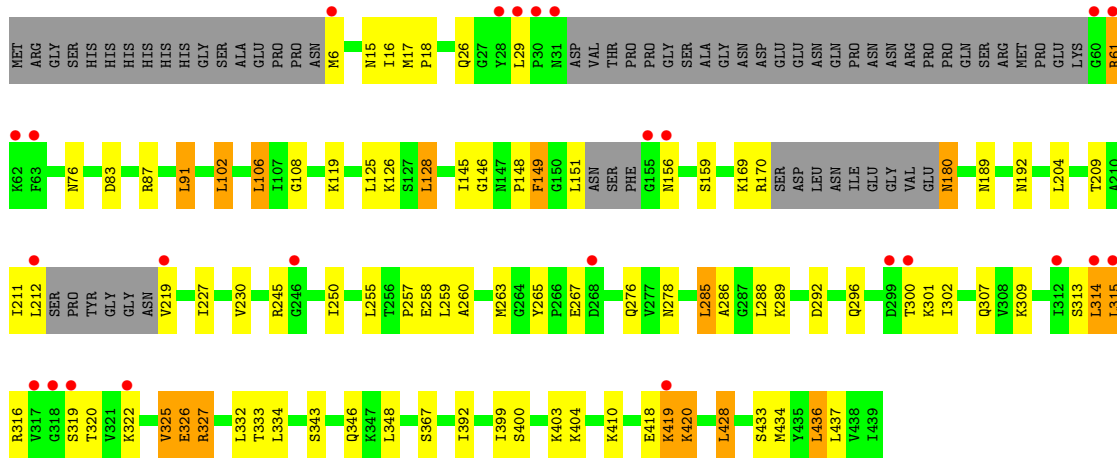 MET ARG GLY SER HIS HIS HIS HIS HIS HIS GLY SER ALA GLU PRO PRO ASN M6 N15 I16 M17 P18 Q26 G27 Y28 L29 P30 N31 ASP VAL THR PRO PRO GLY SER ALA GLY ASN ASP GLU GLU ASN GLN PRO ASN ASN ARG PRO PRO GLN SER ARG MET PRO GLU LYS G60 R61
K62 F63 N76 D83 R87 L91 L102 L106 I107 G108 K119 L125 K126 S127 L128 I145 G146 N147 P148 F149 G150 L151 ASN SER PHE G155 N156 S159 K169 R170 SER ASP LEU ASN ILE GLU GLY VAL GLU N180 N189 N192 L204 T209 A210
I211 L212 SER PRO TYR GLY GLY ASN V219 I227 V230 R245 G246 I250 L255 T256 P257 E258 L259 A260 M263 G264 Y265 P266 E267 D268 Q276 V277 N278 L285 A286 G287 L288 K289 D292 Q296 D299 T300 K301 I302 Q307 V308 K309 I312 S313 L314 L315
R316 V317 G318 S319 T320 V321 K322 V325 E326 R327 L332 T333 L334 S343 Q346 K347 L348 S367 I392 I399 S400 K403 K404 K410 E418 K419 K420 L428 S433 M434 Y435 L436 L437 V438 I439